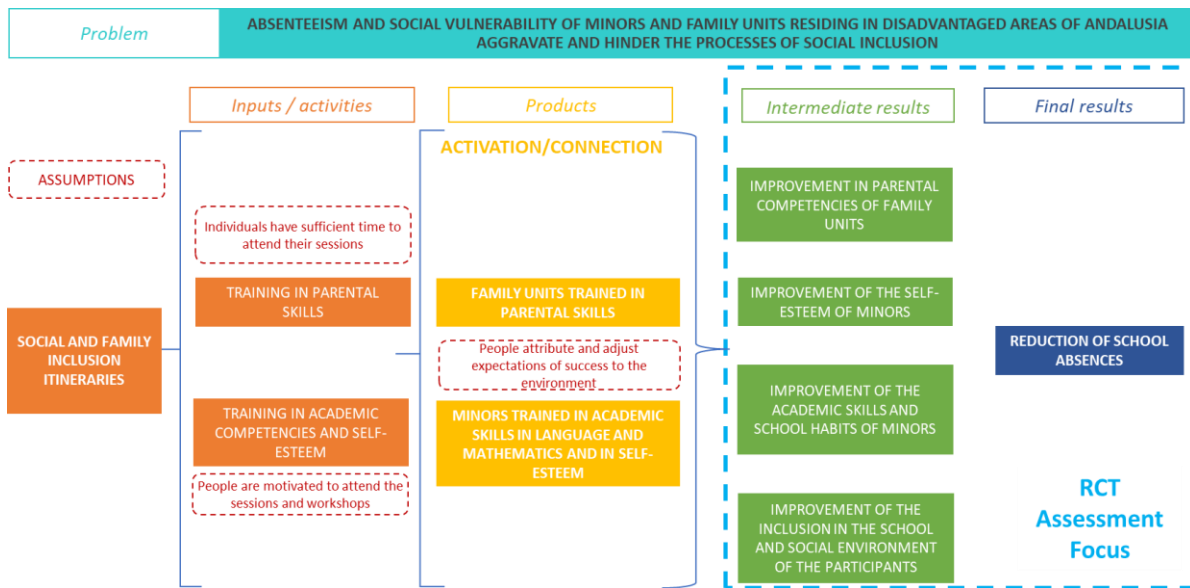 Problem
ABSENTEEISM AND SOCIAL VULNERABILITY OF MINORS AND FAMILY UNITS RESIDING IN DISADVANTAGED AREAS OF ANDALUSIA
AGGRAVATE AND HINDER THE PROCESSES OF SOCIAL INCLUSION
Inputs / activities
Products
Intermediate results
Final results
ASSUMPTIONS
SOCIAL AND FAMILY
INCLUSION
ITINERARIES
Individuals have sufficient time to
attend their sessions
TRAINING IN PARENTAL
SKILLS
TRAINING IN ACADEMIC
COMPETENCIES AND SELF-
ESTEEM
People are motivated to attend the
sessions and workshops
ACTIVATION/CONNECTION
FAMILY UNITS TRAINED IN
PARENTAL SKILLS
People attribute and adjust
expectations of success to the
environment
MINORS TRAINED IN ACADEMIC
SKILLS IN LANGUAGE AND
MATHEMATICS AND IN SELF-
ESTEEM
IMPROVEMENT IN PARENTAL
COMPETENCIES OF FAMILY
UNITS
IMPROVEMENT OF THE SELF-
ESTEEM OF MINORS
IMPROVEMENT OF THE
ACADEMIC SKILLS AND
SCHOOL HABITS OF MINORS
IMPROVEMENT OF THE
INCLUSION IN THE SCHOOL
AND SOCIAL ENVIRONMENT
OF THE PARTICIPANTS
REDUCTION OF SCHOOL
ABSENCES
RCT
Assessment
Focus